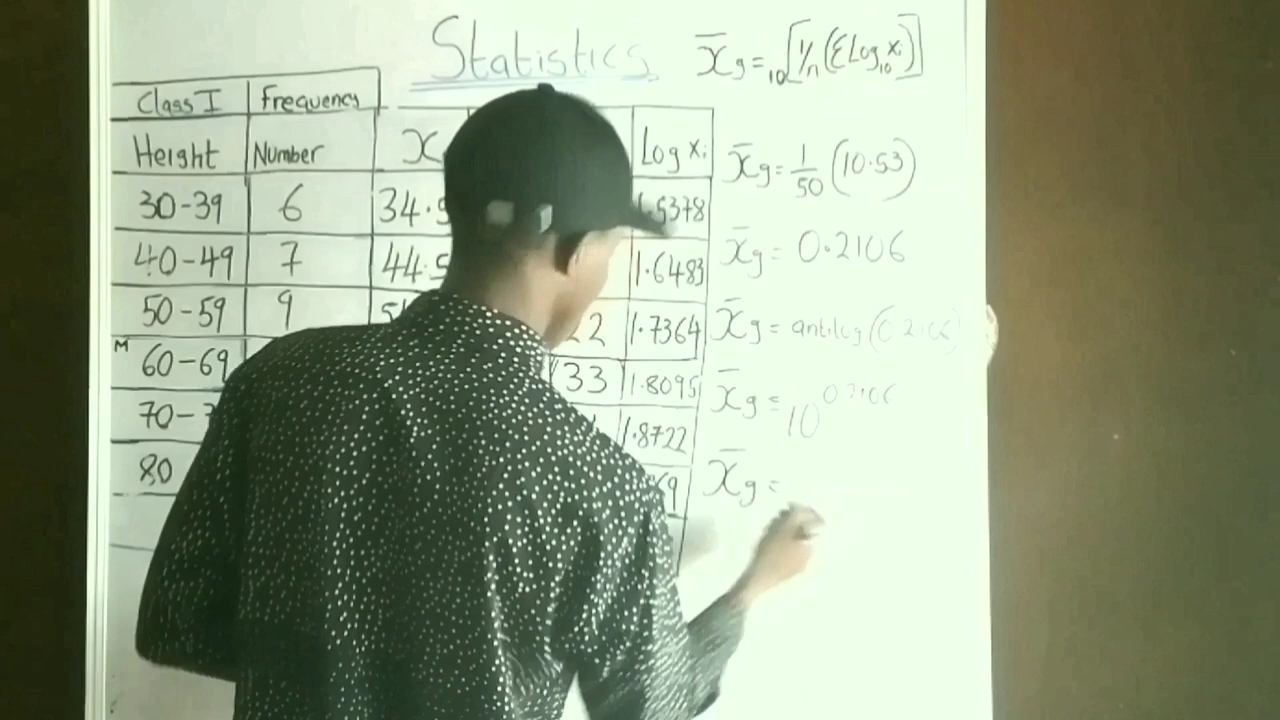 Statistics
x̄g = 10[1/n (Σ Log10 xi)]
Class I Frequency
Height Number X Log xi
30-39 6 34.5 1.5378
40-49 7 44.5 1.6483
50-59 9 22 1.7364
M 60-69 33 1.8095
70- 1.8722
80 69
x̄g = 1/50 (10.53)
x̄g = 0.2106
x̄g = antilog (0.2106)
x̄g = 10^0.2106
x̄g =